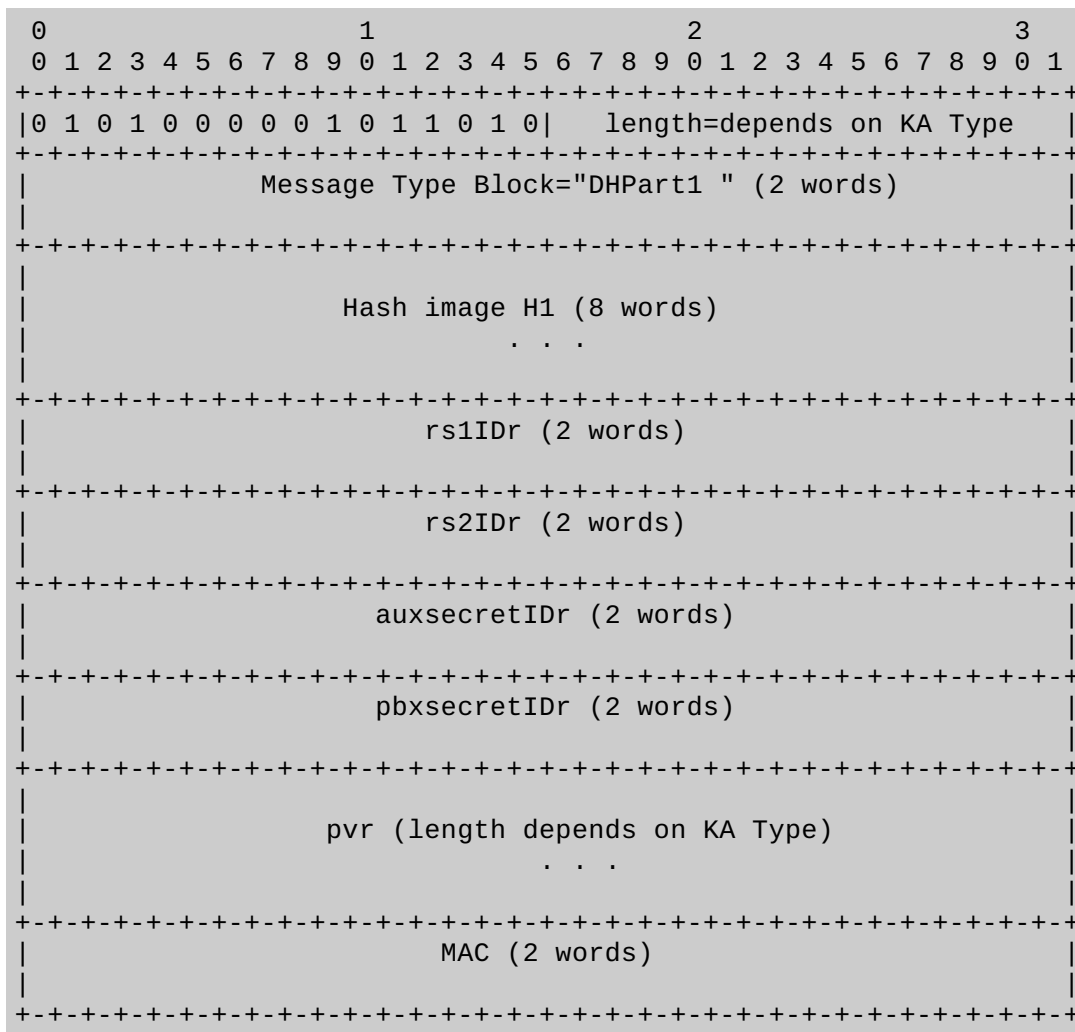 0                   1                   2                   3
 0 1 2 3 4 5 6 7 8 9 0 1 2 3 4 5 6 7 8 9 0 1 2 3 4 5 6 7 8 9 0 1
+-+-+-+-+-+-+-+-+-+-+-+-+-+-+-+-+-+-+-+-+-+-+-+-+-+-+-+-+-+-+-+-+
|0 1 0 1 0 0 0 0 0 1 0 1 1 0 1 0|   length=depends on KA Type   |
+-+-+-+-+-+-+-+-+-+-+-+-+-+-+-+-+-+-+-+-+-+-+-+-+-+-+-+-+-+-+-+-+
|              Message Type Block="DHPart1 " (2 words)          |
|                                                               |
+-+-+-+-+-+-+-+-+-+-+-+-+-+-+-+-+-+-+-+-+-+-+-+-+-+-+-+-+-+-+-+-+
|                                                               |
|                   Hash image H1 (8 words)                     |
|                             . . .                             |
|                                                               |
+-+-+-+-+-+-+-+-+-+-+-+-+-+-+-+-+-+-+-+-+-+-+-+-+-+-+-+-+-+-+-+-+
|                        rs1IDr (2 words)                       |
|                                                               |
+-+-+-+-+-+-+-+-+-+-+-+-+-+-+-+-+-+-+-+-+-+-+-+-+-+-+-+-+-+-+-+-+
|                        rs2IDr (2 words)                       |
|                                                               |
+-+-+-+-+-+-+-+-+-+-+-+-+-+-+-+-+-+-+-+-+-+-+-+-+-+-+-+-+-+-+-+-+
|                     auxsecretIDr (2 words)                    |
|                                                               |
+-+-+-+-+-+-+-+-+-+-+-+-+-+-+-+-+-+-+-+-+-+-+-+-+-+-+-+-+-+-+-+-+
|                     pbxsecretIDr (2 words)                    |
|                                                               |
+-+-+-+-+-+-+-+-+-+-+-+-+-+-+-+-+-+-+-+-+-+-+-+-+-+-+-+-+-+-+-+-+
|                                                               |
|                  pvr (length depends on KA Type)              |
|                               . . .                           |
|                                                               |
+-+-+-+-+-+-+-+-+-+-+-+-+-+-+-+-+-+-+-+-+-+-+-+-+-+-+-+-+-+-+-+-+
|                         MAC (2 words)                         |
|                                                               |
+-+-+-+-+-+-+-+-+-+-+-+-+-+-+-+-+-+-+-+-+-+-+-+-+-+-+-+-+-+-+-+-+